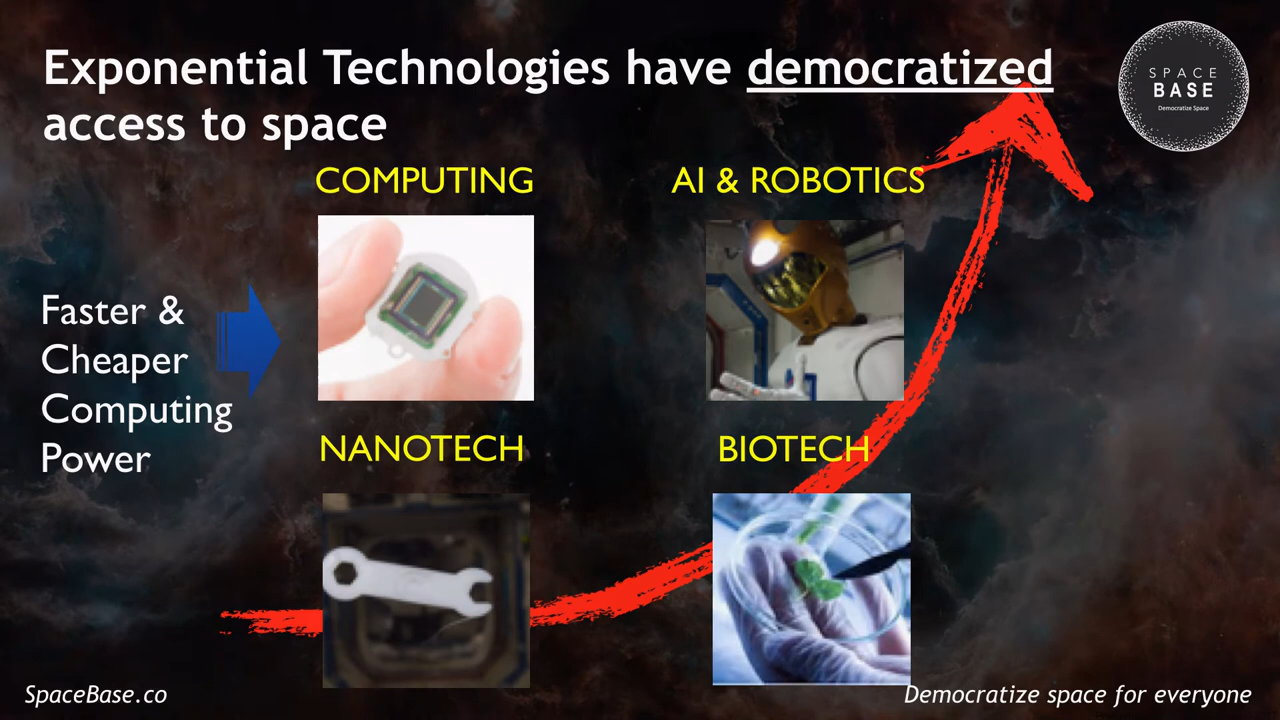 Exponential Technologies have democratized
access to space
SPACE
BASE
Democratize Space
COMPUTING
AI & ROBOTICS
Faster &
Cheaper
Computing
Power
NANOTECH
BIOTECH
SpaceBase.co
Democratize space for everyone